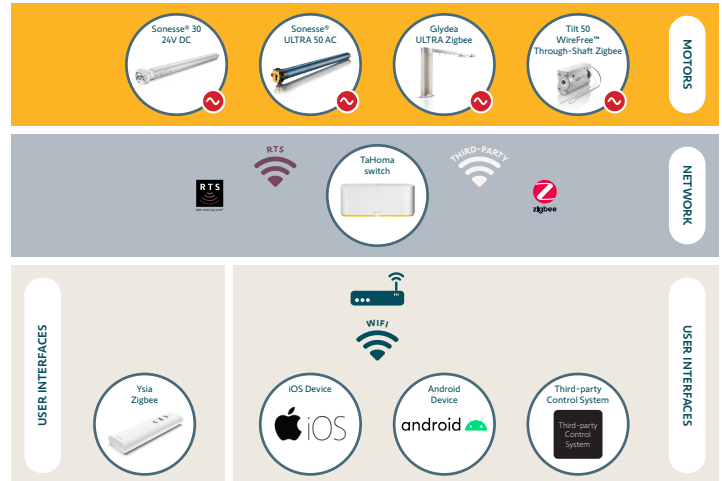 Sonesse® 30
24V DC
Sonesse®
ULTRA 50 AC
Glydea
ULTRA Zigbee
Tilt 50
WireFree™
Through-Shaft Zigbee
MOTORS
RTS
TaHoma
switch
THIRD-PARTY
RTS
zigbee
NETWORK
USER INTERFACES
WIFI
Ysia
Zigbee
iOS Device
iOS
Android
Device
android
Third-party
Control System
Third-party
Control
System
USER INTERFACES